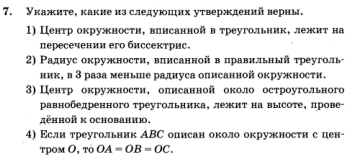 7. Укажите, какие из следующих утверждений верны.
1) Центр окружности, вписанной в треугольник, лежит на
пересечении его биссектрис.
2) Радиус окружности, вписанной в правильный треуголь-
ник, в 3 раза меньше радиуса описанной окружности.
3) Центр окружности, описанной около остроугольного
равнобедренного треугольника, лежит на высоте, прове-
дённой к основанию.
4) Если треугольник ABC описан около окружности с цен-
тром O, то OA = OB = OC.